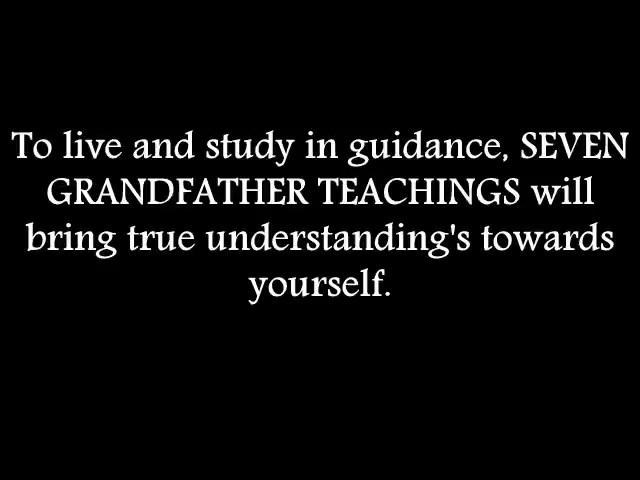 To live and study in guidance, SEVEN
GRANDFATHER TEACHINGS will
bring true understanding's towards
yourself.